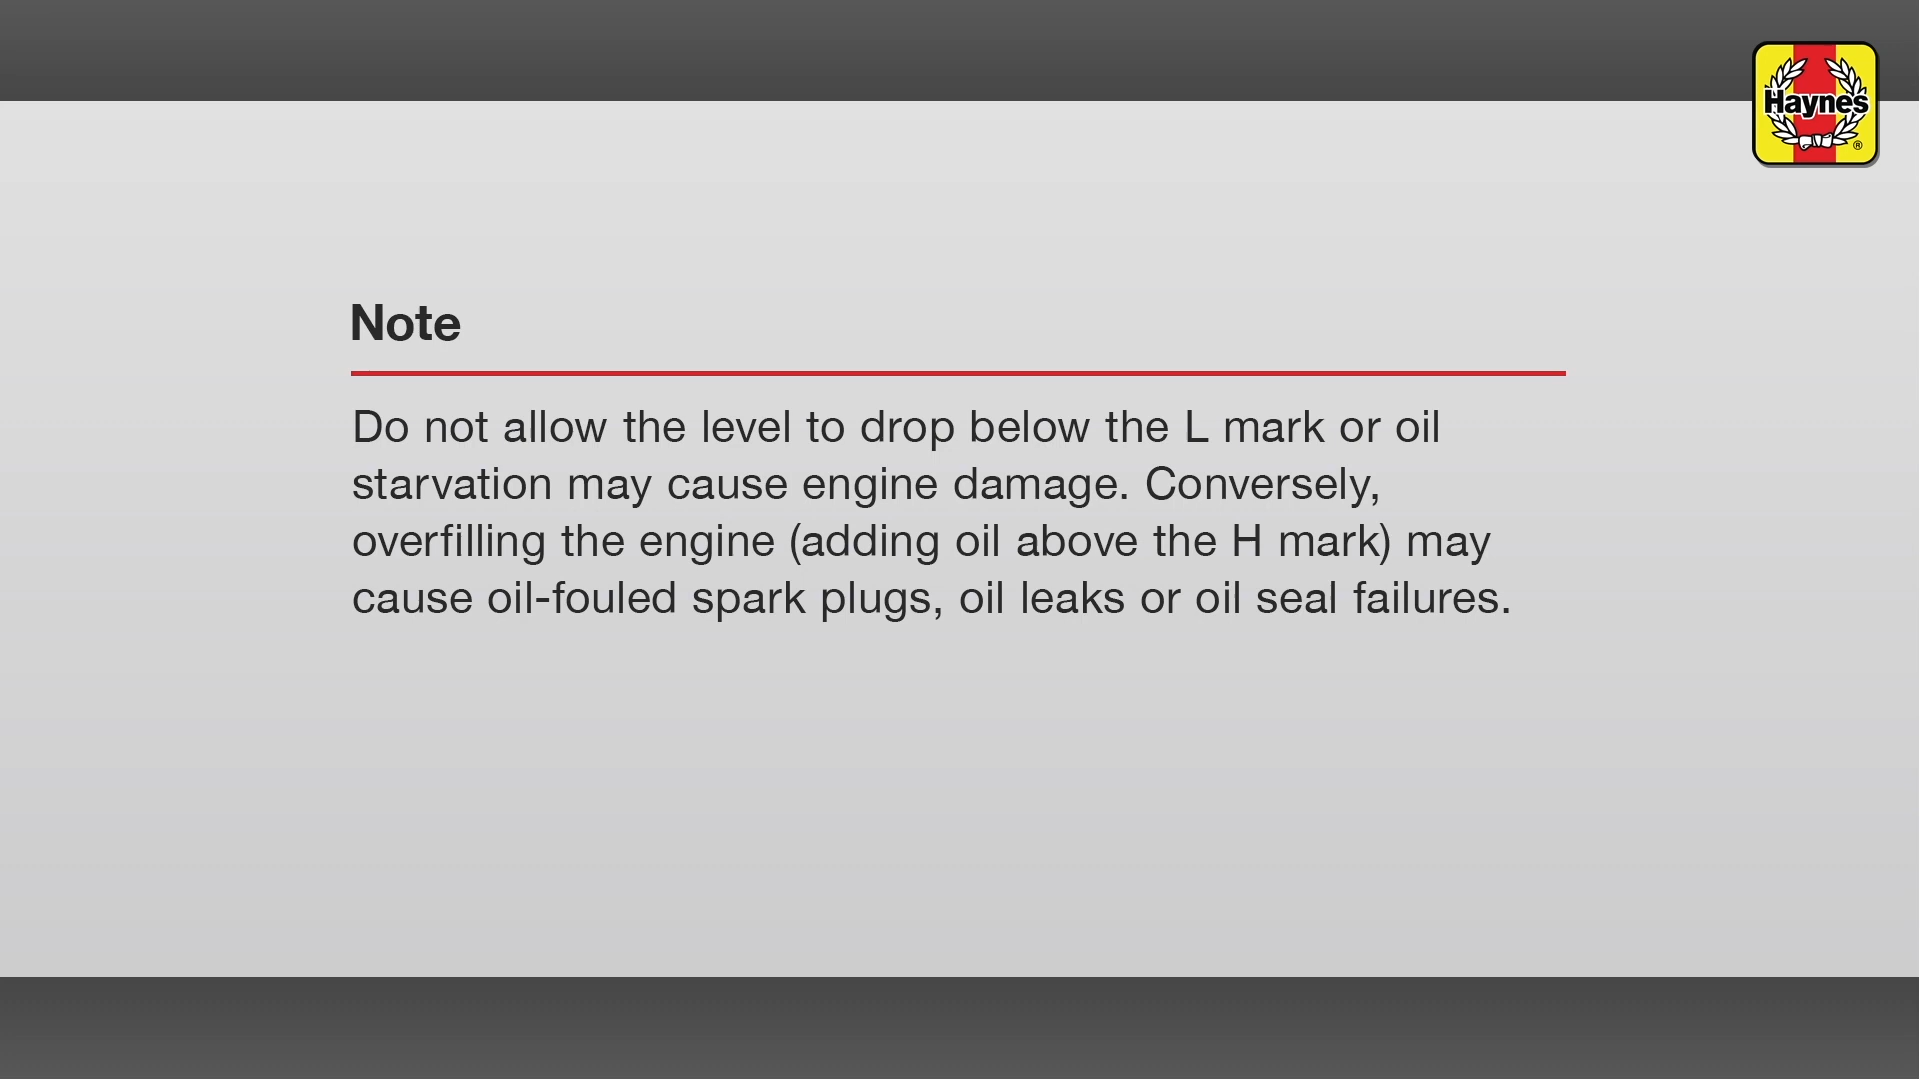 Haynes
®
Note
Do not allow the level to drop below the L mark or oil
starvation may cause engine damage. Conversely,
overfilling the engine (adding oil above the H mark) may
cause oil-fouled spark plugs, oil leaks or oil seal failures.